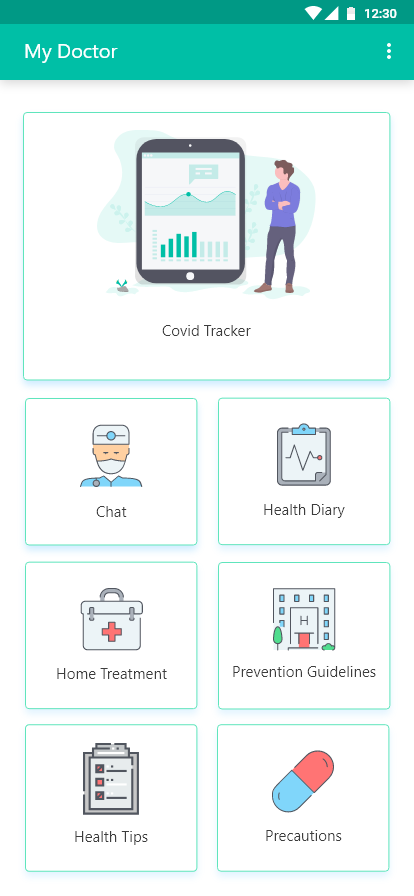 12:30
My Doctor
Covid Tracker
Chat
Health Diary
H
Home Treatment
Prevention Guidelines
Health Tips
Precautions